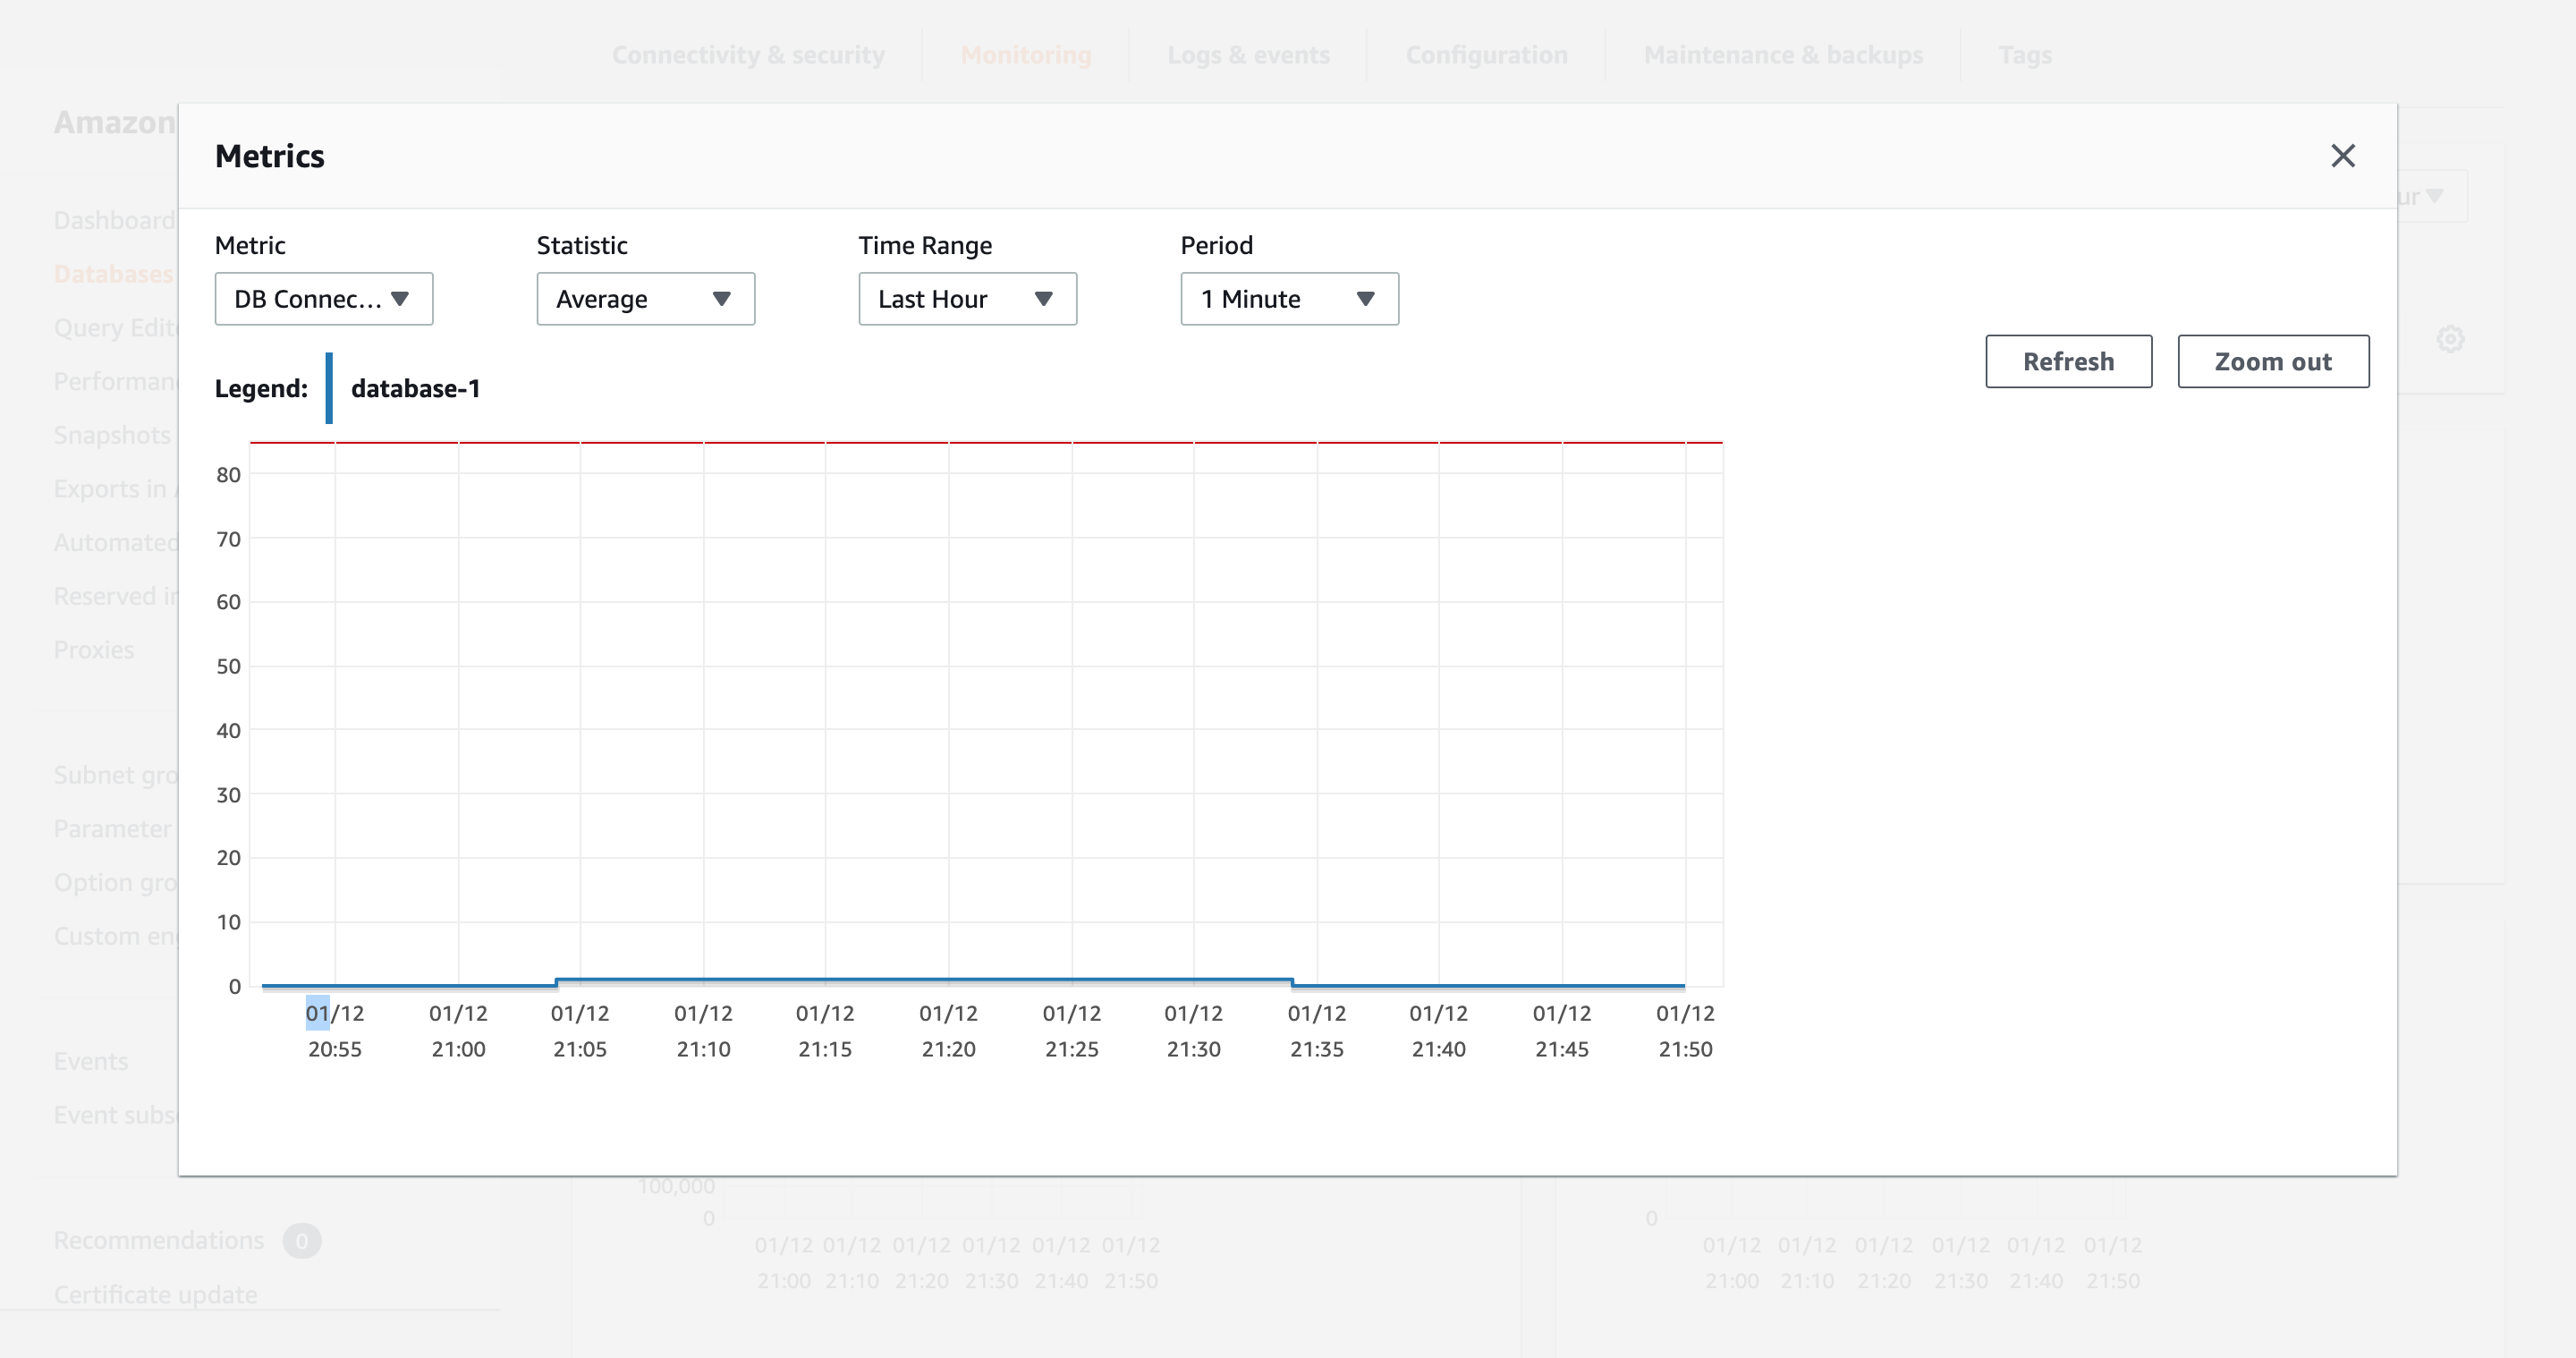 Connectivity & security
Monitoring
Logs & events
Configuration
Maintenance & backups
Tags
Amazon
Dashboard
Databases
Query Edit
Performan
Snapshots
Exports in
Automated
Reserved in
Proxies
Subnet gro
Parameter
Option gro
Custom en
Events
Event subs
Recommendations 0
Certificate update
ur
Metrics
Metric
Statistic
Time Range
Period
DB Connec...
Average
Last Hour
1 Minute
Refresh
Zoom out
Legend:
database-1
80
70
60
50
40
30
20
10
0
01/12 01/12 01/12 01/12 01/12 01/12 01/12 01/12 01/12 01/12 01/12 01/12
20:55 21:00 21:05 21:10 21:15 21:20 21:25 21:30 21:35 21:40 21:45 21:50
100,000
0
01/12 01/12 01/12 01/12 01/12 01/12
21:00 21:10 21:20 21:30 21:40 21:50
0
01/12 01/12 01/12 01/12 01/12 01/12
21:00 21:10 21:20 21:30 21:40 21:50